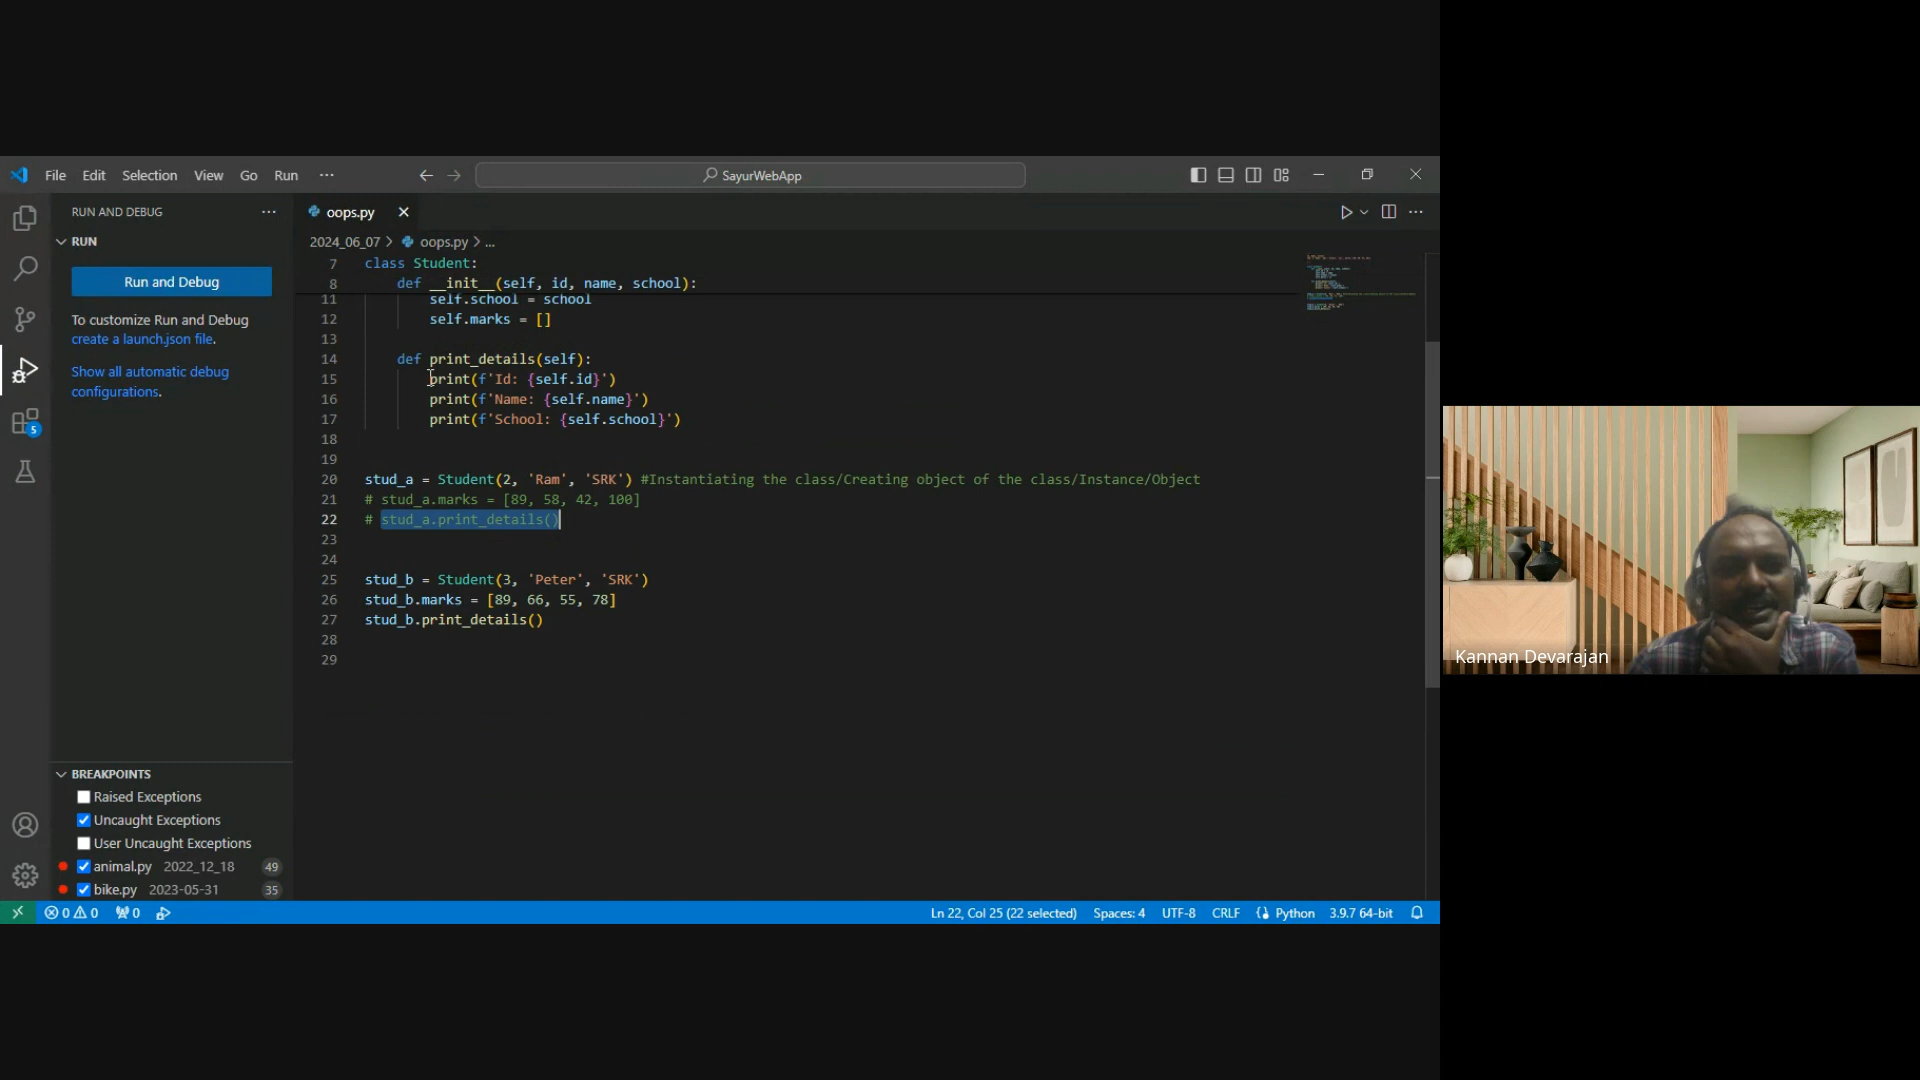 File Edit Selection View Go Run ···
SayurWebApp
RUN AND DEBUG ···
RUN
Run and Debug
To customize Run and Debug
create a launch.json file.
Show all automatic debug
configurations.
oops.py
2024_06_07 > oops.py > ...
7 class Student:
8 def __init__(self, id, name, school):
11 self.school = school
12 self.marks = []
13
14 def print_details(self):
15 print(f'Id: {self.id}')
16 print(f'Name: {self.name}')
17 print(f'School: {self.school}')
18
19
20 stud_a = Student(2, 'Ram', 'SRK') #Instantiating the class/Creating object of the class/Instance/Object
21 # stud_a.marks = [89, 58, 42, 100]
22 # stud_a.print_details()
23
24
25 stud_b = Student(3, 'Peter', 'SRK')
26 stud_b.marks = [89, 66, 55, 78]
27 stud_b.print_details()
28
29
5
BREAKPOINTS
Raised Exceptions
Uncaught Exceptions
User Uncaught Exceptions
animal.py 2022_12_18 49
bike.py 2023-05-31 35
0 0 0
Ln 22, Col 25 (22 selected) Spaces: 4 UTF-8 CRLF Python 3.9.7 64-bit
Kannan Devarajan